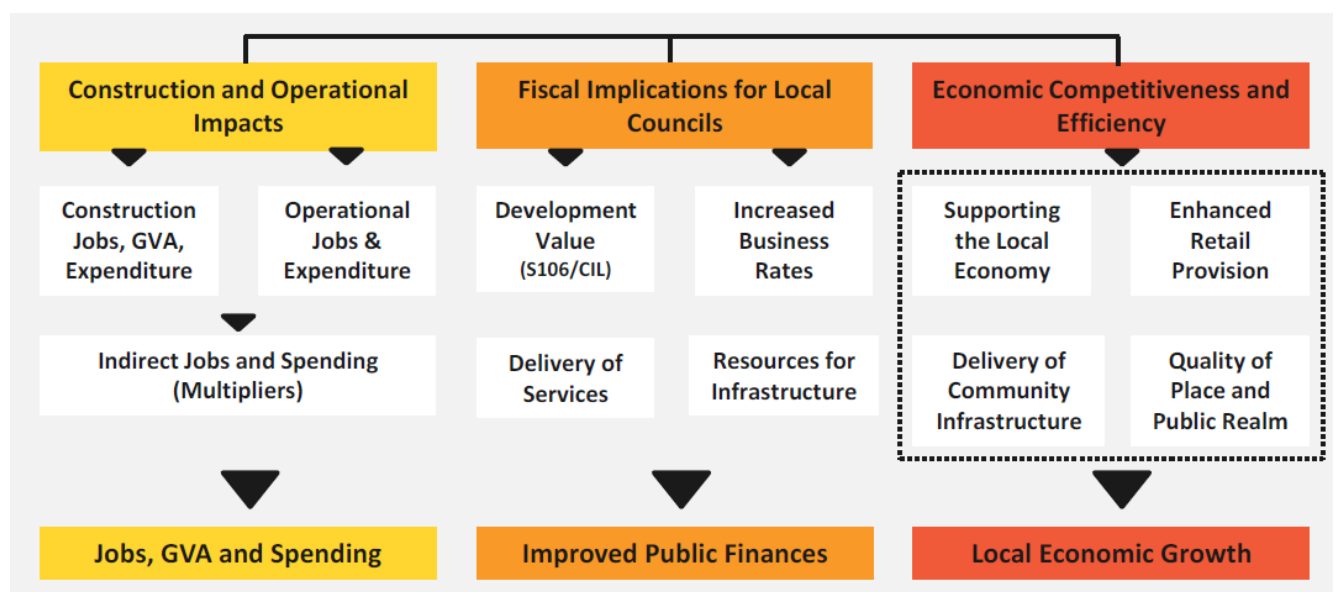 Construction and Operational
Impacts
Fiscal Implications for Local
Councils
Economic Competitiveness and
Efficiency
Construction
Jobs, GVA,
Expenditure
Operational
Jobs &
Expenditure
Development
Value
(S106/CIL)
Increased
Business
Rates
Supporting
the Local
Economy
Enhanced
Retail
Provision
Indirect Jobs and Spending
(Multipliers)
Delivery of
Services
Resources for
Infrastructure
Delivery of
Community
Infrastructure
Quality of
Place and
Public Realm
Jobs, GVA and Spending
Improved Public Finances
Local Economic Growth